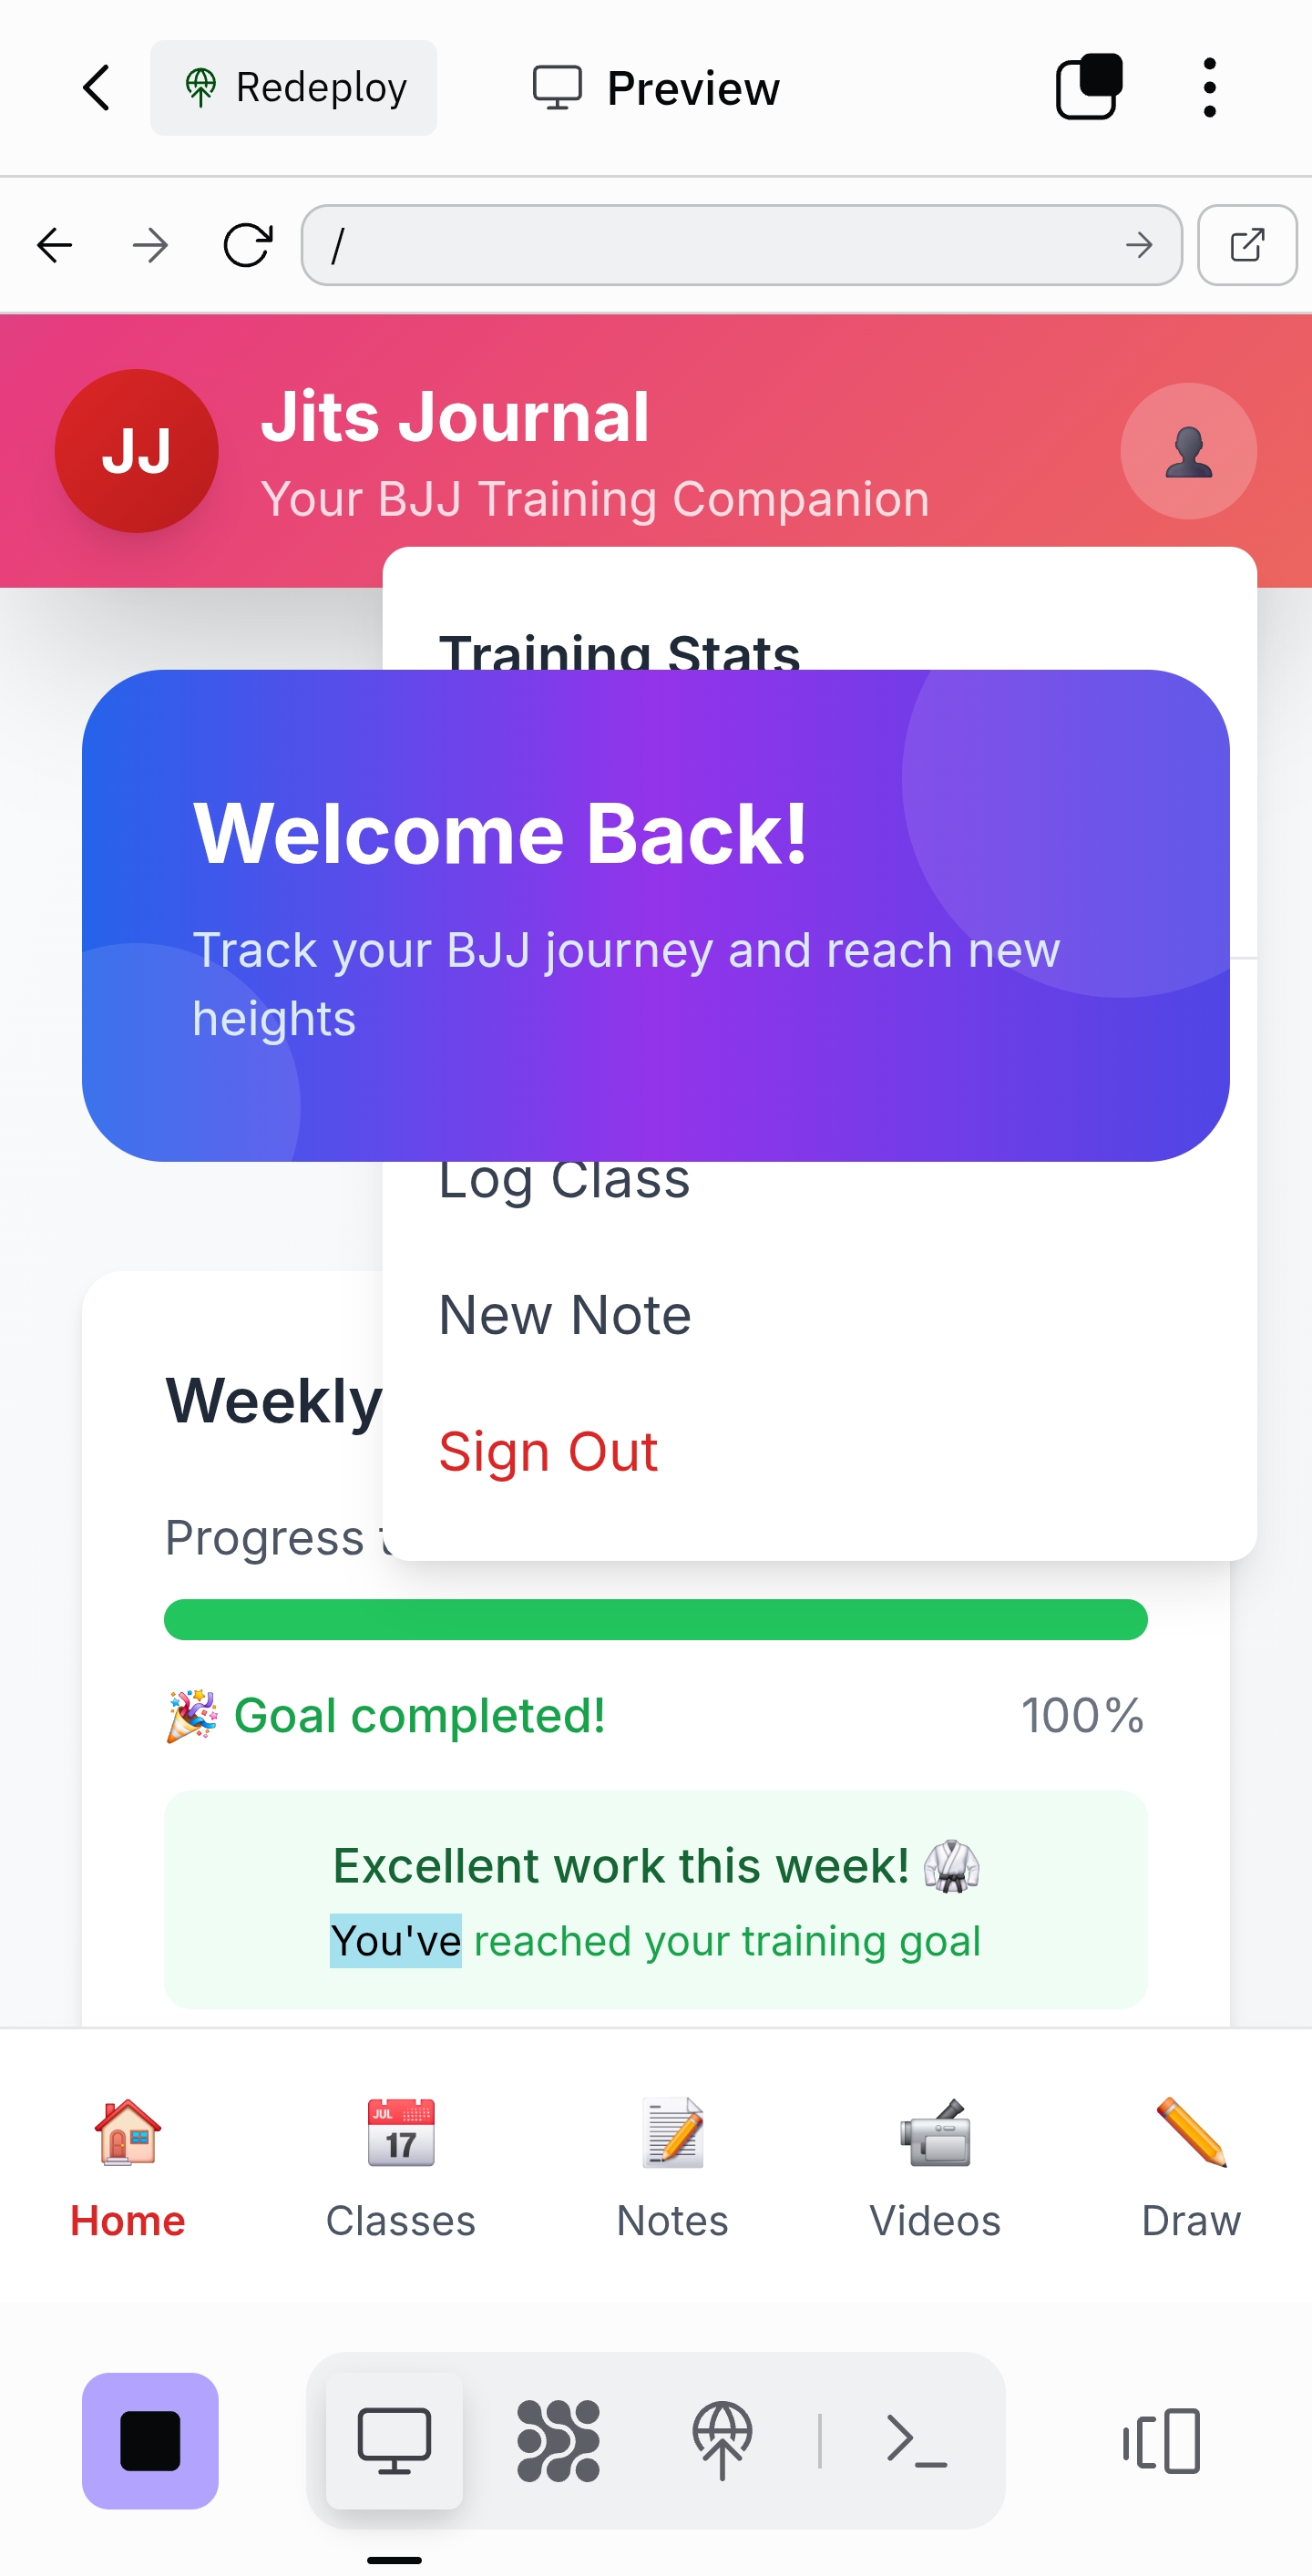 Redeploy
Preview
/
JJ
Jits Journal
Your BJJ Training Companion
Training Stats
Welcome Back!
Track your BJJ journey and reach new
heights
Log Class
New Note
Weekly
Sign Out
Progress
🎉 Goal completed!
100%
Excellent work this week! 🥋
You've reached your training goal
JUL
17
Home
Classes
Notes
Videos
Draw